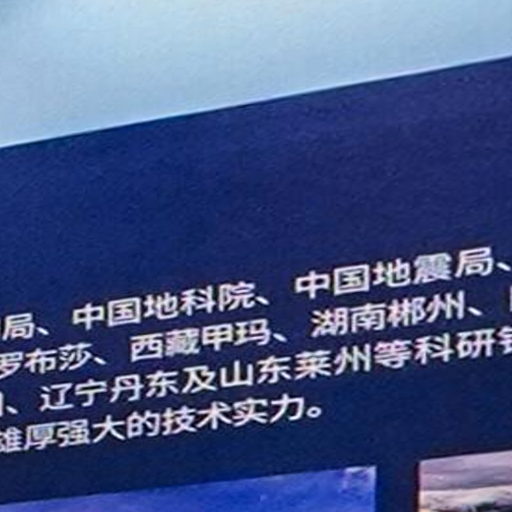 局、中国地科院、中国地震局、
罗布莎、西藏甲玛、湖南郴州、
、辽宁丹东及山东莱州等科研
雄厚强大的技术实力。